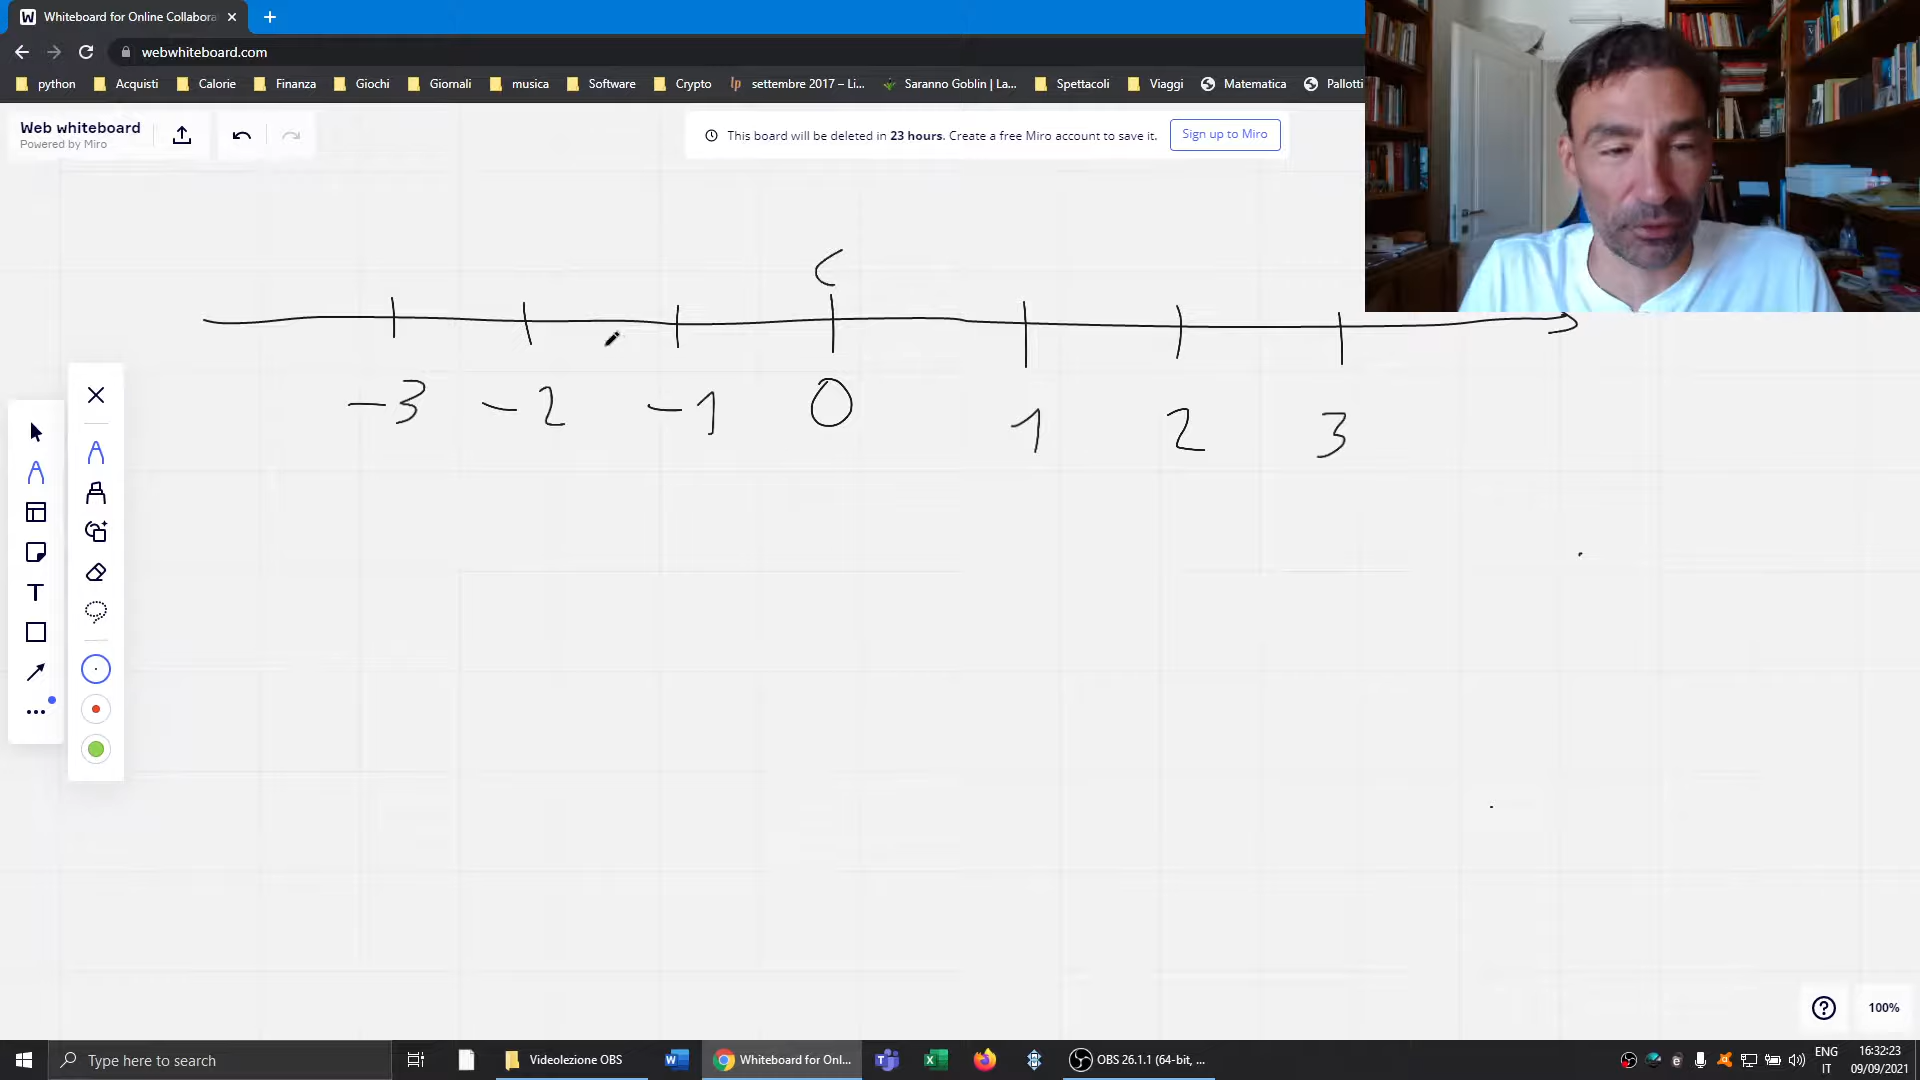 Whiteboard for Online Collabora
webwhiteboard.com
python Acquisti Calorie Finanza Giochi Giornali musica Software Crypto settembre 2017 – Li... Saranno Goblin | La... Spettacoli Viaggi Matematica Pallotti
Web whiteboard
Powered by Miro
This board will be deleted in 23 hours. Create a free Miro account to save it. Sign up to Miro
C
-3 -2 -1 0 1 2 3
T
100%
Type here to search Videolezione OBS Whiteboard for Onl... OBS 26.1.1 (64-bit, ...
ENG 16:32:23
IT 09/09/2021